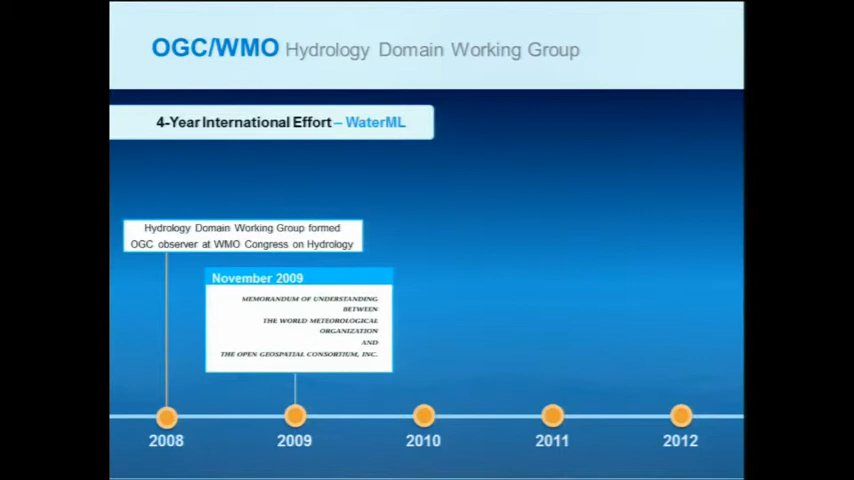 OGC/WMO Hydrology Domain Working Group
4-Year International Effort – WaterML
Hydrology Domain Working Group formed
OGC observer at WMO Congress on Hydrology
November 2009
MEMORANDUM OF UNDERSTANDING
BETWEEN
THE WORLD METEOROLOGICAL
ORGANIZATION
AND
THE OPEN GEOSPATIAL CONSORTIUM, INC.
2008 2009 2010 2011 2012